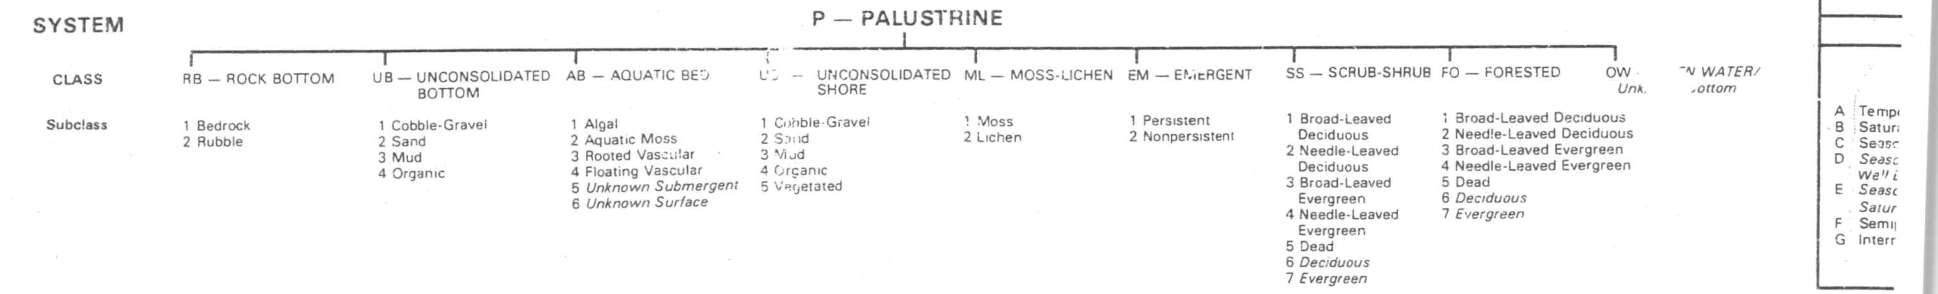 SYSTEM
P — PALUSTRINE
CLASS
RB — ROCK BOTTOM
UB — UNCONSOLIDATED
BOTTOM
AB — AQUATIC BED
— UNCONSOLIDATED
SHORE
ML — MOSS-LICHEN
EM — EMERGENT
SS — SCRUB-SHRUB
FO — FORESTED
OW WATER/
Subclass
1 Bedrock
2 Rubble
1 Cobble-Gravel
2 Sand
3 Mud
4 Organic
1 Algal
2 Aquatic Moss
3 Rooted Vascular
4 Floating Vascular
5 Unknown Submergent
6 Unknown Surface
1 Cobble-Gravel
2 Sand
3 Mud
4 Organic
5 Vegetated
1 Moss
2 Lichen
1 Persistent
2 Nonpersistent
1 Broad-Leaved
Deciduous
2 Needle-Leaved
Deciduous
3 Broad-Leaved
Evergreen
4 Needle-Leaved
Evergreen
5 Dead
6 Deciduous
7 Evergreen
1 Broad-Leaved Deciduous
2 Needle-Leaved Deciduous
3 Broad-Leaved Evergreen
4 Needle-Leaved Evergreen
5 Dead
6 Deciduous
7 Evergreen
A
B
C
D
E
F
G